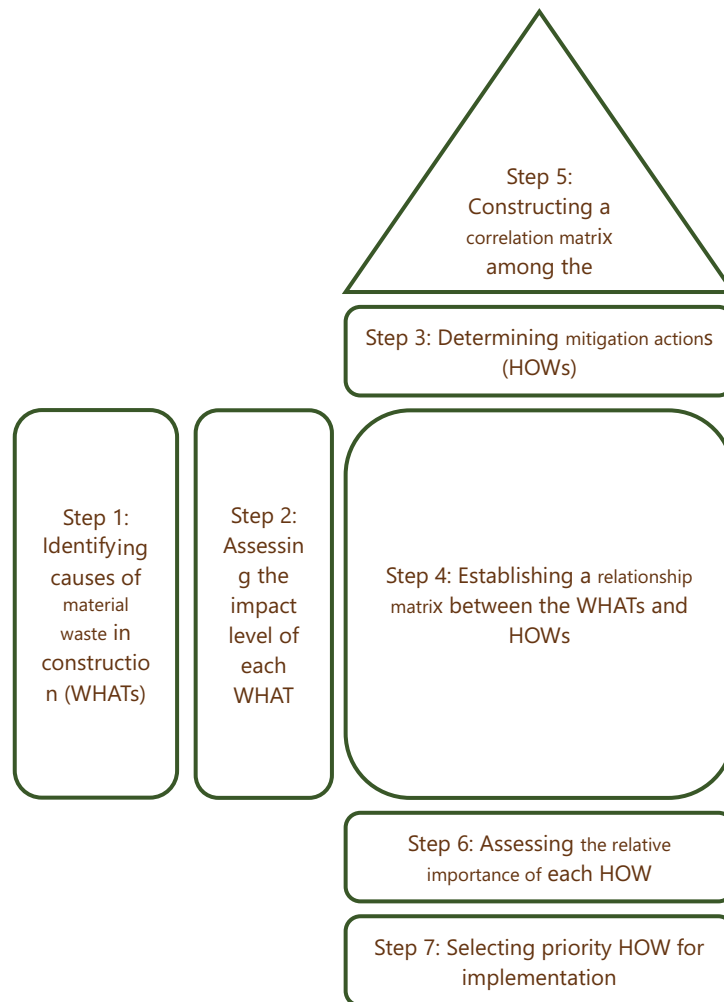 Step 5:
Constructing a
correlation matrix
among the
Step 3: Determining mitigation actions
(HOWs)
Step 1:
Identifying
causes of
material
waste in
constructio
n (WHATs)
Step 2:
Assessin
g the
impact
level of
each
WHAT
Step 4: Establishing a relationship
matrix between the WHATs and
HOWs
Step 6: Assessing the relative
importance of each HOW
Step 7: Selecting priority HOW for
implementation